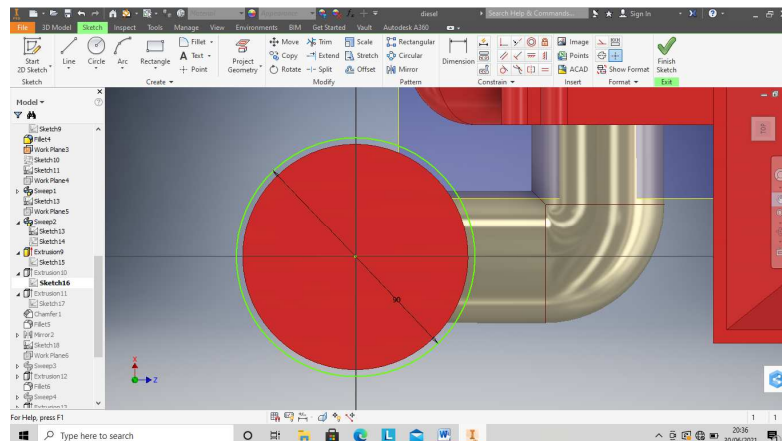 diesel
Search Help & Commands...
Sign In
File 3D Model Sketch Inspect Tools Manage View Environments BIM Get Started Vault Autodesk A360
Start
2D Sketch
Line
Circle
Arc
Rectangle
Fillet
Text
Point
Project
Geometry
Move
Copy
Rotate
Trim
Extend
Split
Scale
Stretch
Offset
Rectangular
Circular
Mirror
Dimension
Image
Points
ACAD
Show Format
Finish
Sketch
Sketch Create Modify Pattern Constrain Insert Format Exit
Model
Sketch9
Fillet4
Work Plane3
Sketch10
Sketch11
Work Plane4
Sweep1
Sketch13
Work Plane5
Sweep2
Sketch13
Sketch14
Extrusion9
Sketch15
Extrusion10
Sketch16
Extrusion11
Sketch17
Chamfer1
Fillet5
Mirror2
Sketch18
Work Plane6
Sweep3
Extrusion12
Fillet6
Sweep4
Extrusion13
90
TOP
X
Z
For Help, press F1
1 1
Type here to search
20:36
30/06/2021